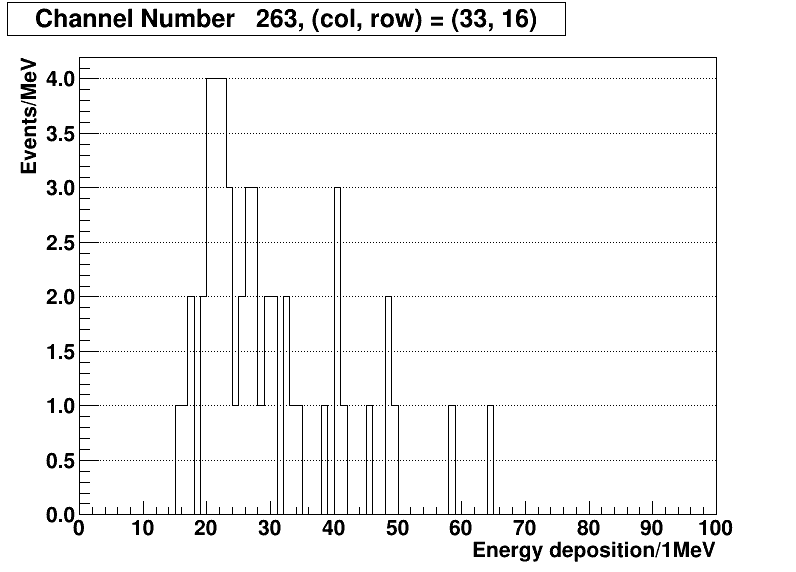 Channel Number 263, (col, row) = (33, 16)
Events/MeV
4.0
3.5
3.0
2.5
2.0
1.5
1.0
0.5
0.0
0 10 20 30 40 50 60 70 80 90 100
Energy deposition/1MeV